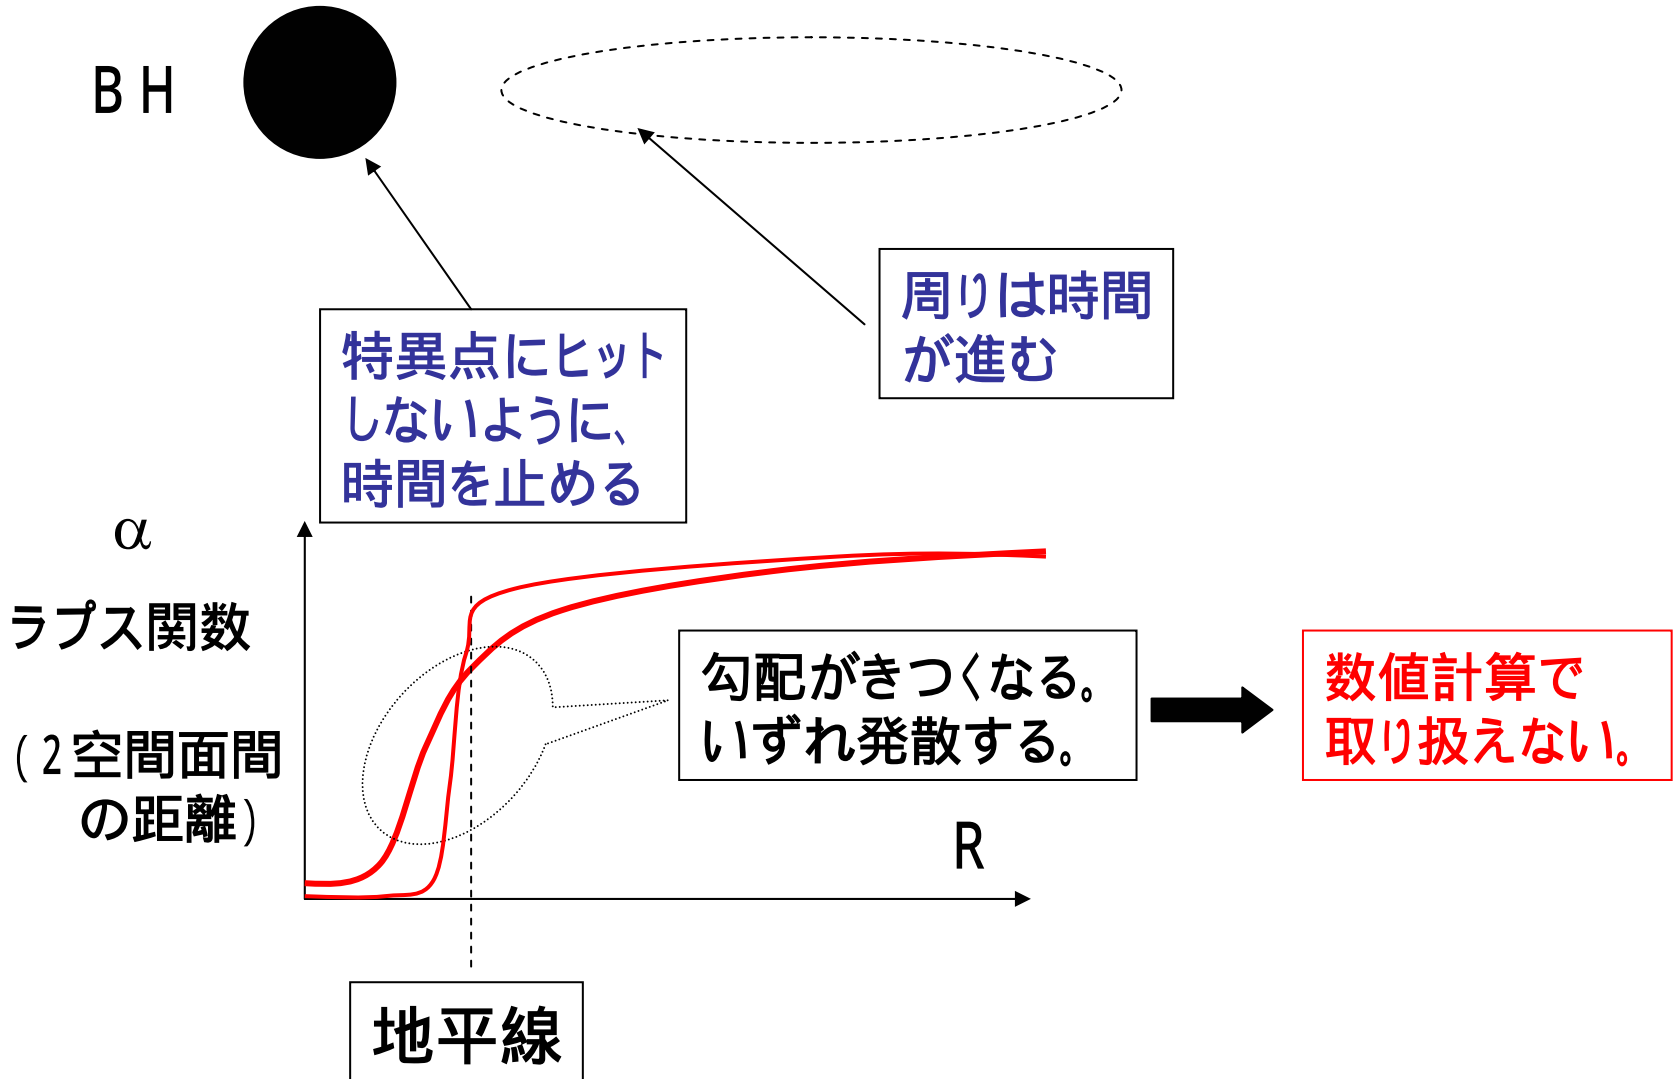 ＢＨ
周りは時間
が進む
特異点にヒット
しないように、
時間を止める
α
ラプス関数
（２空間面間
の距離）
勾配がきつくなる。
いずれ発散する。
数値計算で
取り扱えない。
R
地平線